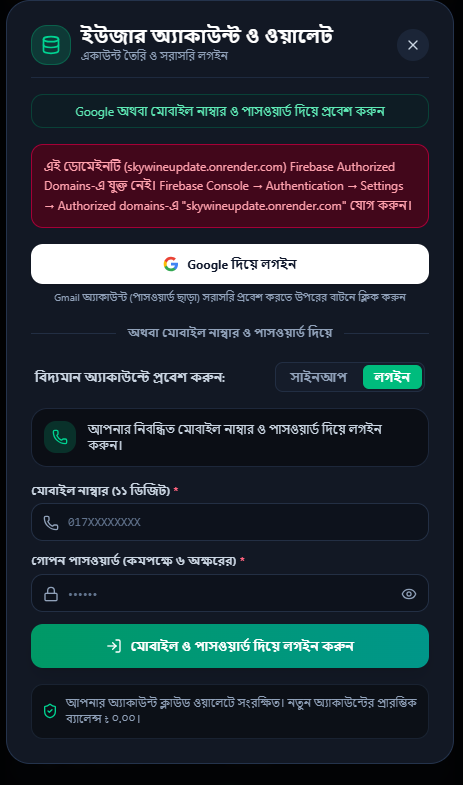 ইউজার অ্যাকাউন্ট ও ওয়ালেট
একাউন্ট তৈরি ও সরাসরি লগইন
Google অথবা মোবাইল নাম্বার ও পাসওয়ার্ড দিয়ে প্রবেশ করুন
এই ডোমেইনটি (skywineupdate.onrender.com) Firebase Authorized
Domains-এ যুক্ত নেই। Firebase Console → Authentication → Settings
→ Authorized domains-এ "skywineupdate.onrender.com" যোগ করুন।
Google দিয়ে লগইন
Gmail অ্যাকাউন্ট (পাসওয়ার্ড ছাড়া) সরাসরি প্রবেশ করতে উপরের বাটনে ক্লিক করুন
অথবা মোবাইল নাম্বার ও পাসওয়ার্ড দিয়ে
বিদ্যমান অ্যাকাউন্টে প্রবেশ করুন:
সাইনআপ
লগইন
আপনার নিবন্ধিত মোবাইল নাম্বার ও পাসওয়ার্ড দিয়ে লগইন
করুন।
মোবাইল নাম্বার (১১ ডিজিট) *
017XXXXXXXX
গোপন পাসওয়ার্ড (কমপক্ষে ৬ অক্ষরের) *
••••••
মোবাইল ও পাসওয়ার্ড দিয়ে লগইন করুন
আপনার অ্যাকাউন্ট ক্লাউড ওয়ালেটে সংরক্ষিত। নতুন অ্যাকাউন্টের প্রারম্ভিক
ব্যালেন্স ৳ ০.০০।